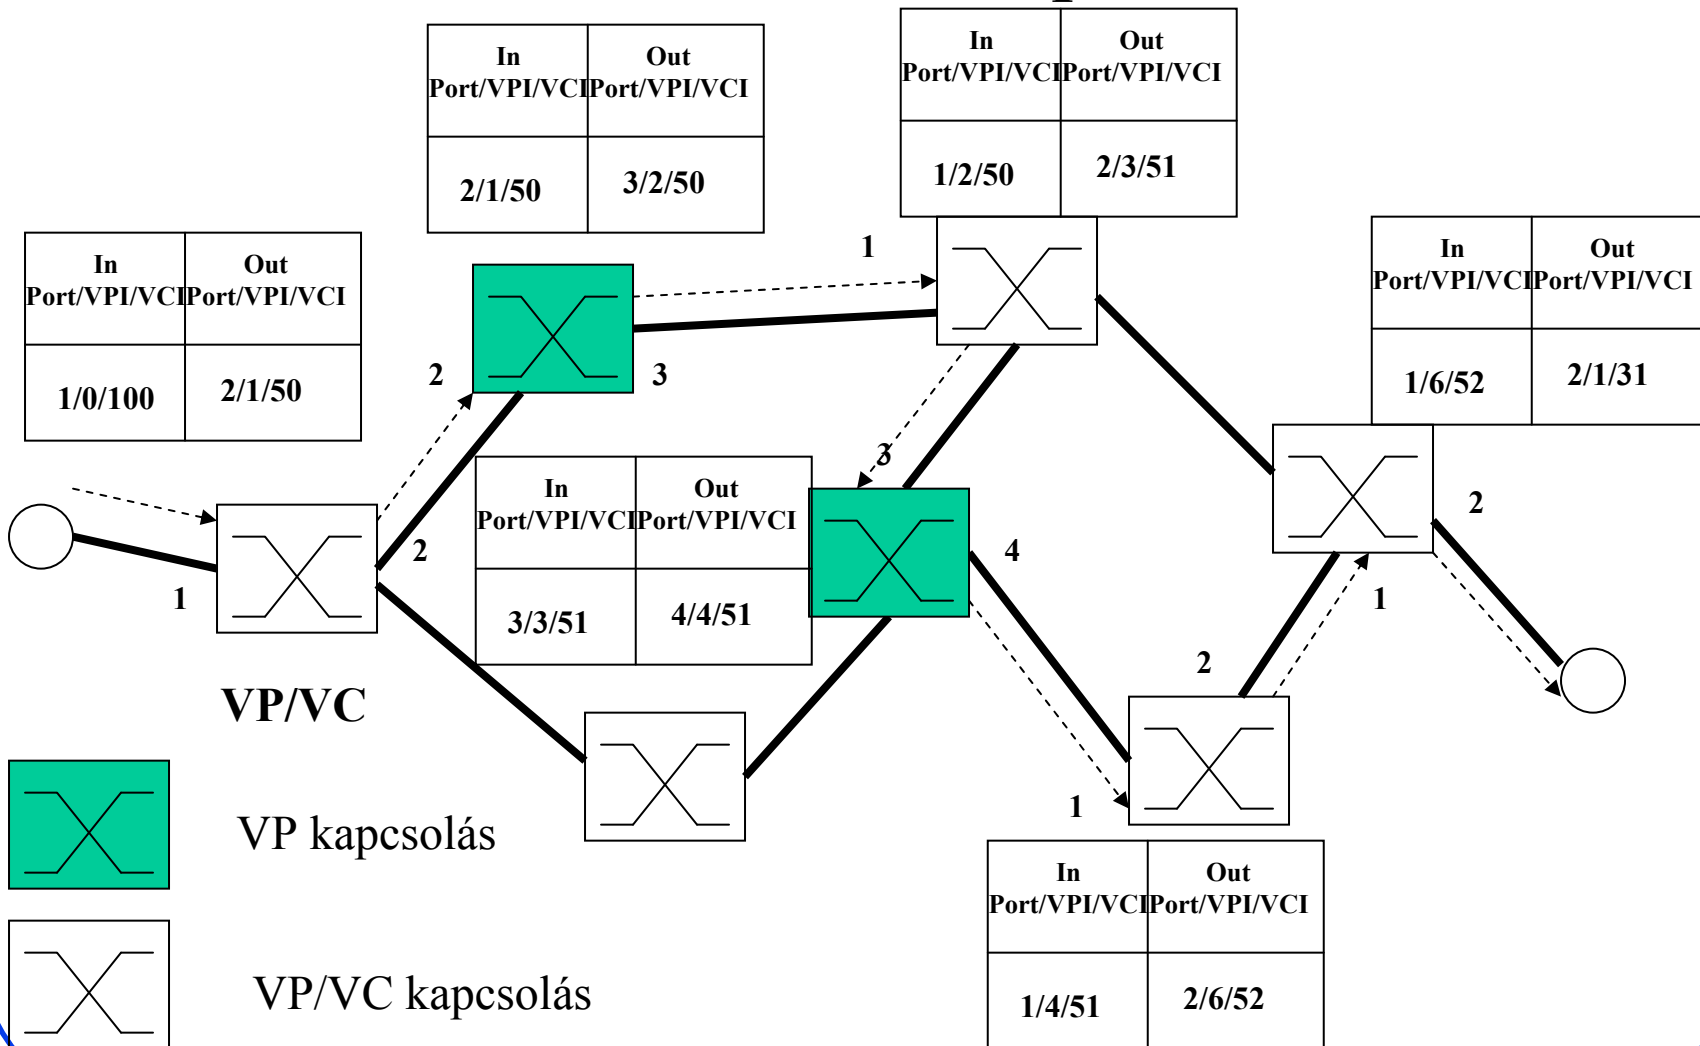 In Out
Port/VPI/VCI Port/VPI/VCI
2/1/50 3/2/50
In Out
Port/VPI/VCI Port/VPI/VCI
1/2/50 2/3/51
In Out
Port/VPI/VCI Port/VPI/VCI
1/0/100 2/1/50
In Out
Port/VPI/VCI Port/VPI/VCI
1/6/52 2/1/31
1
2
3
3
In Out
Port/VPI/VCI Port/VPI/VCI
3/3/51 4/4/51
2
4
2
1
1
2
1
VP/VC
VP kapcsolás
VP/VC kapcsolás
In Out
Port/VPI/VCI Port/VPI/VCI
1/4/51 2/6/52